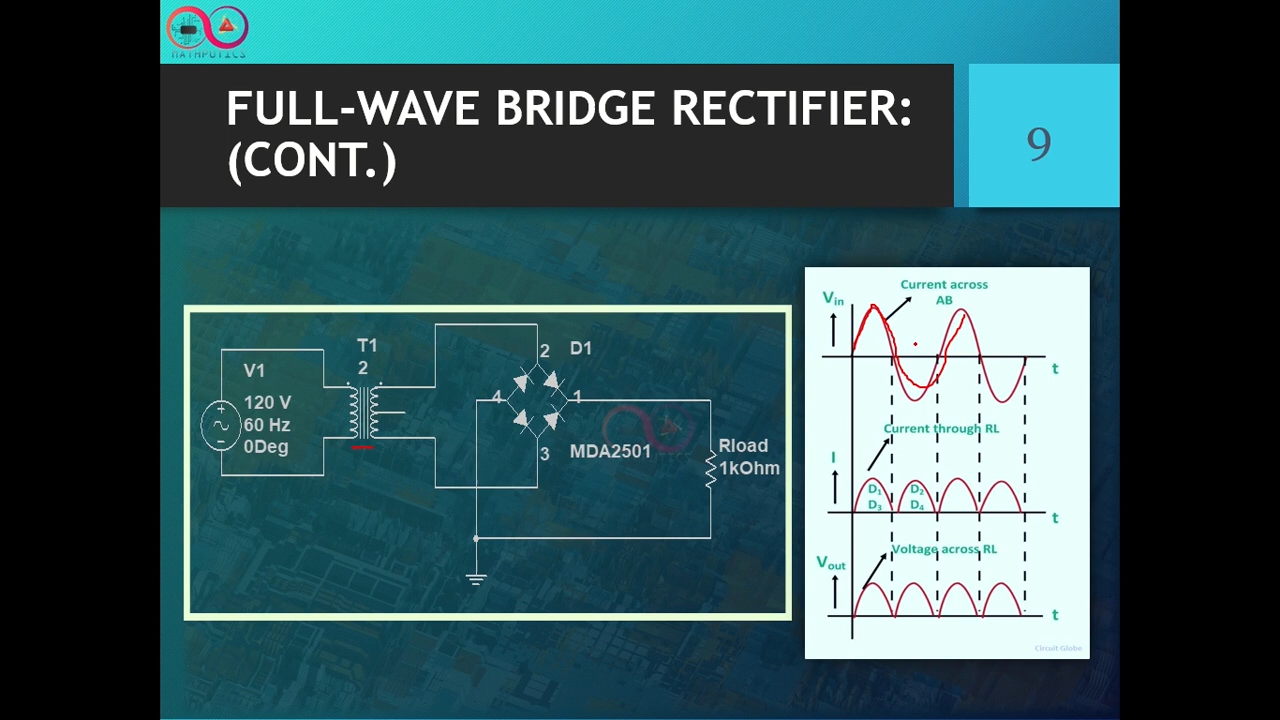 MATHPOTICS
FULL-WAVE BRIDGE RECTIFIER:
(CONT.)
9
V1
120 V
60 Hz
0Deg
T1
2
2
D1
4
1
3
MDA2501
Rload
1kOhm
Current across
AB
Vin
t
Current through RL
I
D1
D2
D3
D4
t
Voltage across RL
Vout
t
Circuit Globe